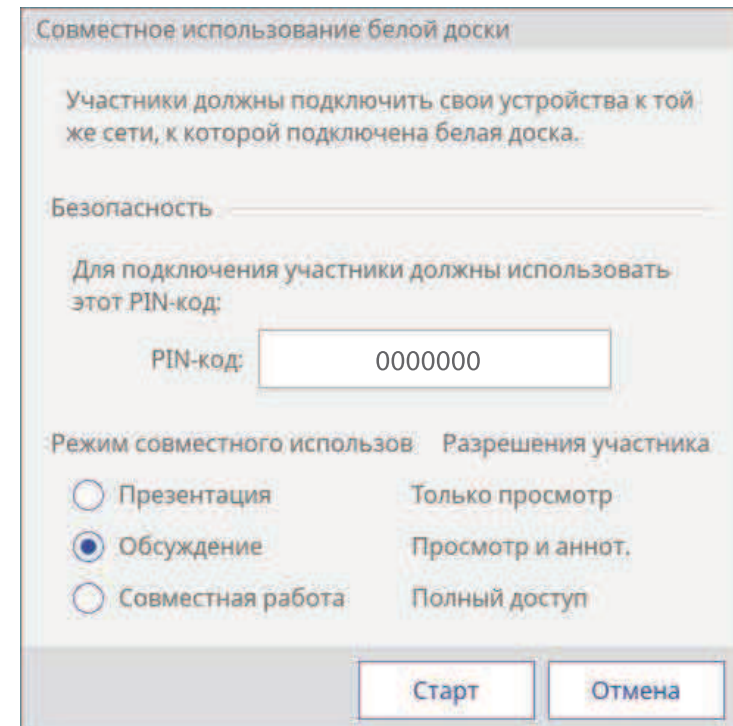 Совместное использование белой доски
Участники должны подключить свои устройства к той
же сети, к которой подключена белая доска.
Безопасность
Для подключения участники должны использовать
этот PIN-код:
PIN-код: 0000000
Режим совместного использов Разрешения участника
Презентация Только просмотр
Обсуждение Просмотр и аннот.
Совместная работа Полный доступ
Старт Отмена